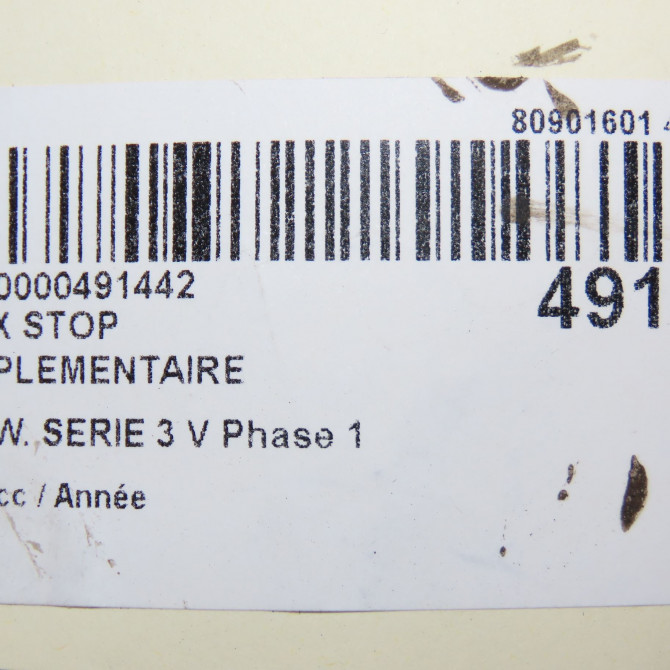 80901601 4
0000491442
491
X STOP
PLEMENTAIRE
W. SERIE 3 V Phase 1
cc / Année